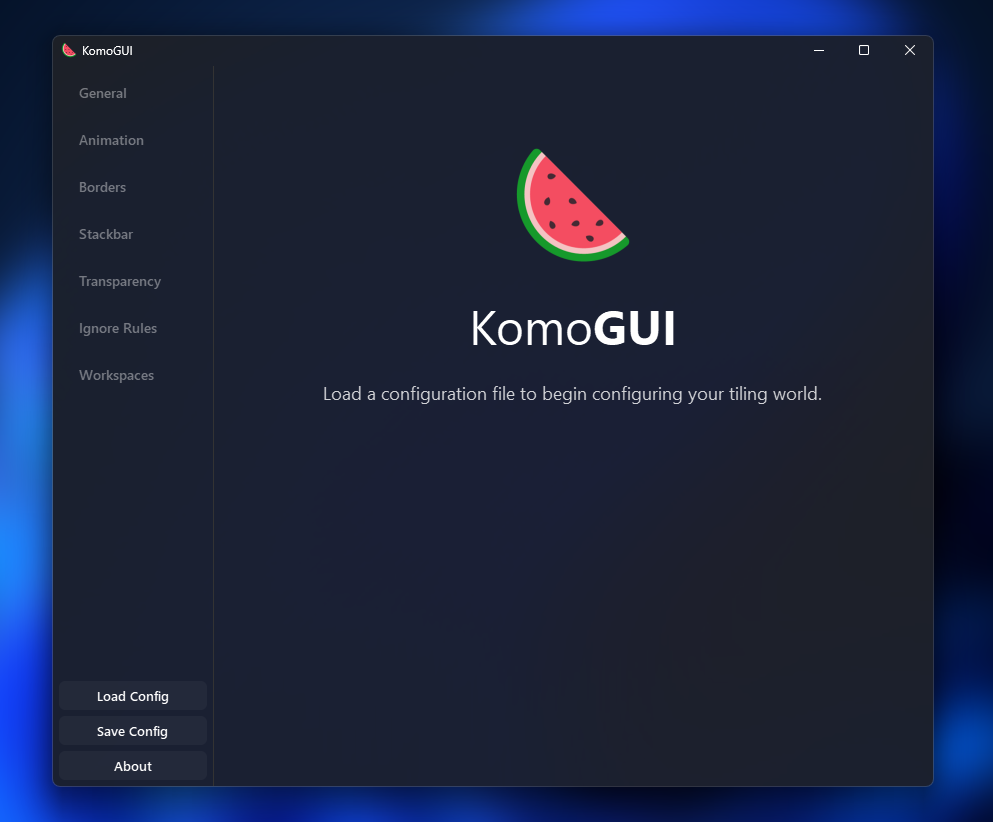 KomoGUI
General
Animation
Borders
Stackbar
Transparency
Ignore Rules
Workspaces
KomoGUI
Load a configuration file to begin configuring your tiling world.
Load Config
Save Config
About